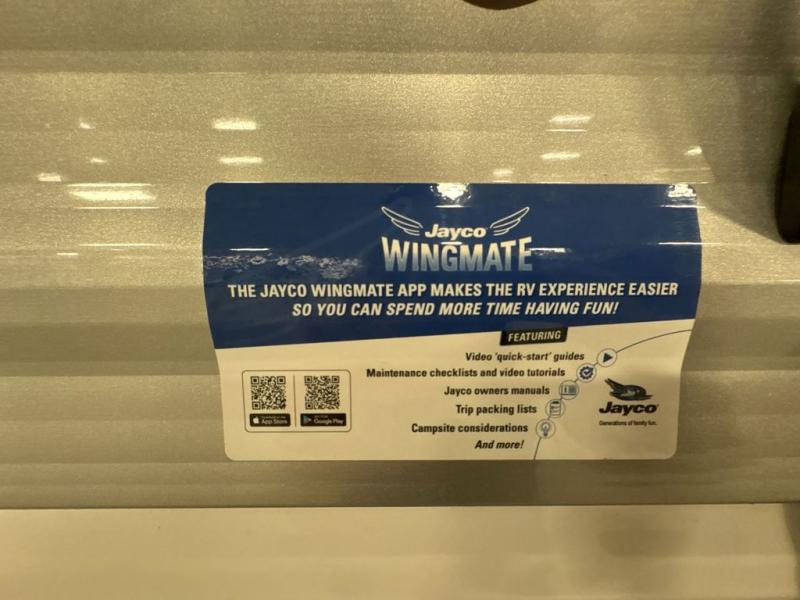 Jayco
WINGMATE
THE JAYCO WINGMATE APP MAKES THE RV EXPERIENCE EASIER
SO YOU CAN SPEND MORE TIME HAVING FUN!
FEATURING
Video 'quick-start' guides
Maintenance checklists and video tutorials
Jayco owners manuals
Trip packing lists
Campsite considerations
And more!
App Store
Google Play
Jayco
Generations of family fun.